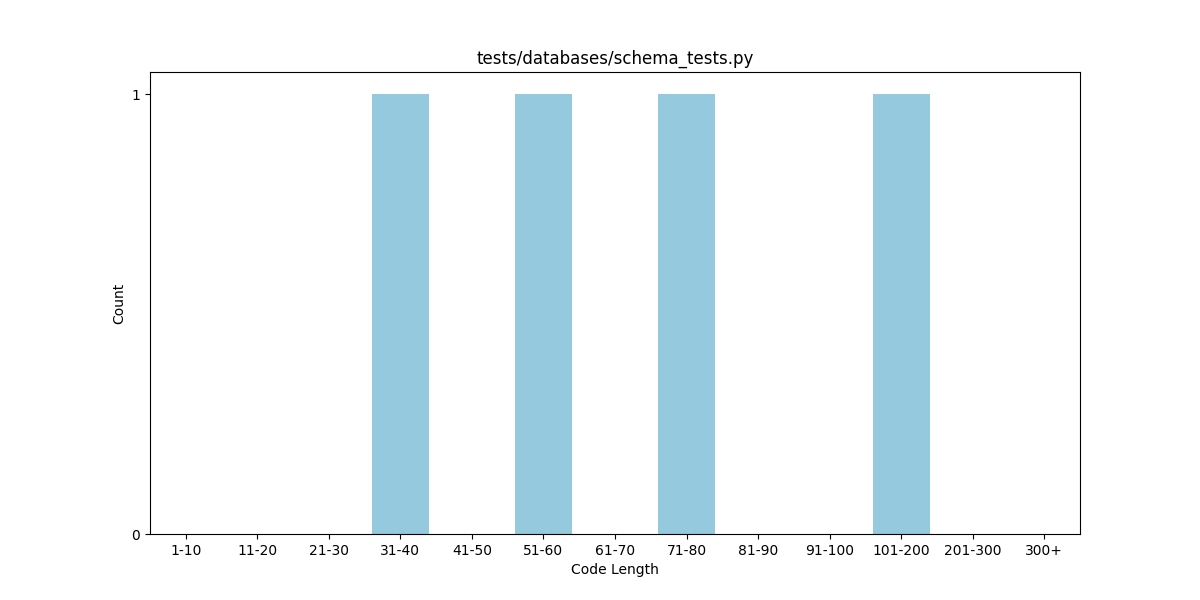 tests/databases/schema_tests.py
1
Count
0
1-10 11-20 21-30 31-40 41-50 51-60 61-70 71-80 81-90 91-100 101-200 201-300 300+
Code Length